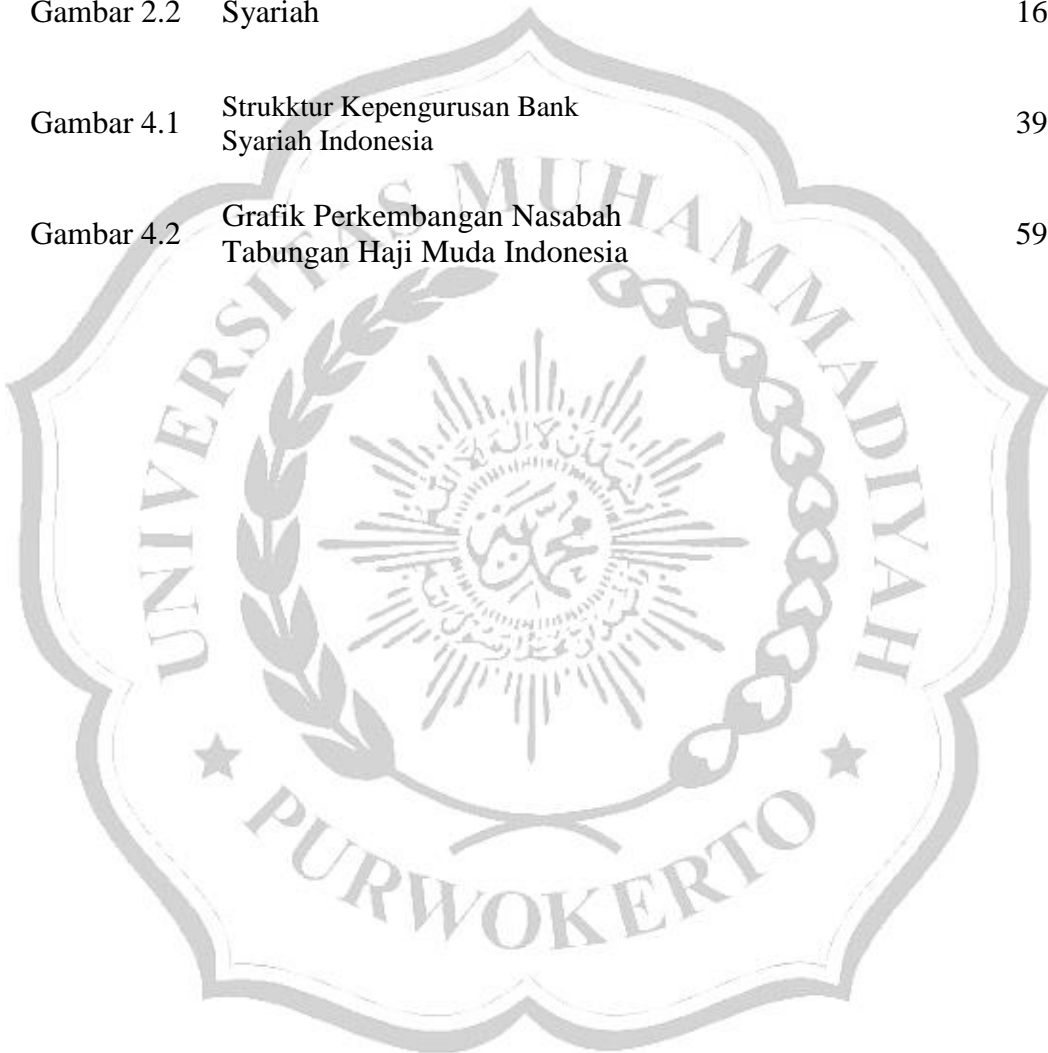 Gambar 2.2 Syariah 16
Gambar 4.1 Strukktur Kepengurusan Bank
Syariah Indonesia 39
Gambar 4.2 Grafik Perkembangan Nasabah
Tabungan Haji Muda Indonesia 59
UNIVERSITAS MUHAMMADIYAH
PURWOKERTO